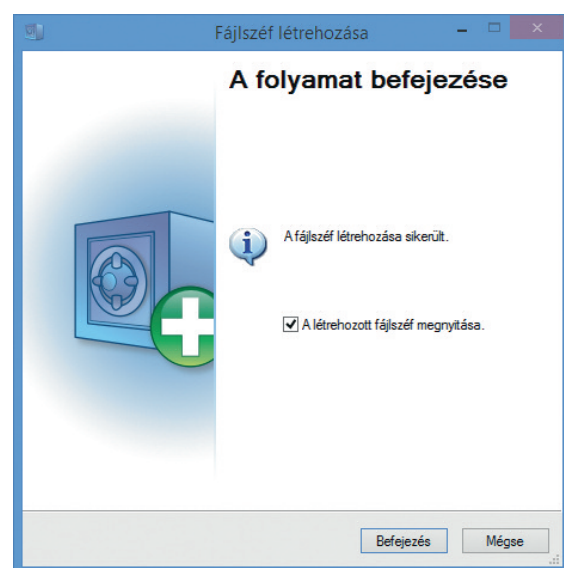 Fájlszéf létrehozása
A folyamat befejezése
A fájlszéf létrehozása sikerült.
A létrehozott fájlszéf megnyitása.
Befejezés
Mégse